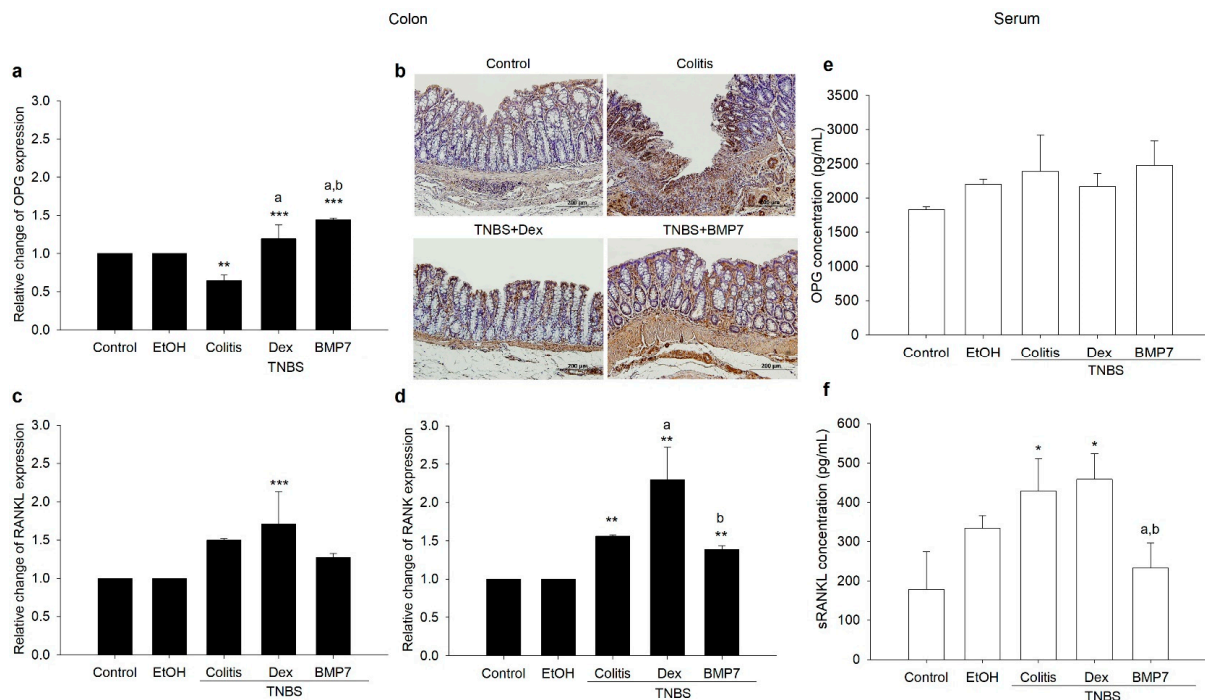 Colon
Serum
a
Relative change of OPG expression
3.0
2.5
2.0
1.5
1.0
0.5
0.0
**
a
***
a,b
***
Control EtOH Colitis Dex BMP7
TNBS
b
Control
Colitis
200 µm
TNBS+Dex
TNBS+BMP7
200 µm
200 µm
e
OPG concentration (pg/mL)
3500
3000
2500
2000
1500
1000
500
0
Control EtOH Colitis Dex BMP7
TNBS
c
Relative change of RANKL expression
3.0
2.5
2.0
1.5
1.0
0.5
0.0
***
Control EtOH Colitis Dex BMP7
TNBS
d
Relative change of RANK expression
3.0
2.5
2.0
1.5
1.0
0.5
0.0
**
a
**
b
**
Control EtOH Colitis Dex BMP7
TNBS
f
sRANKL concentration (pg/mL)
600
500
400
300
200
100
0
*
*
a,b
Control EtOH Colitis Dex BMP7
TNBS